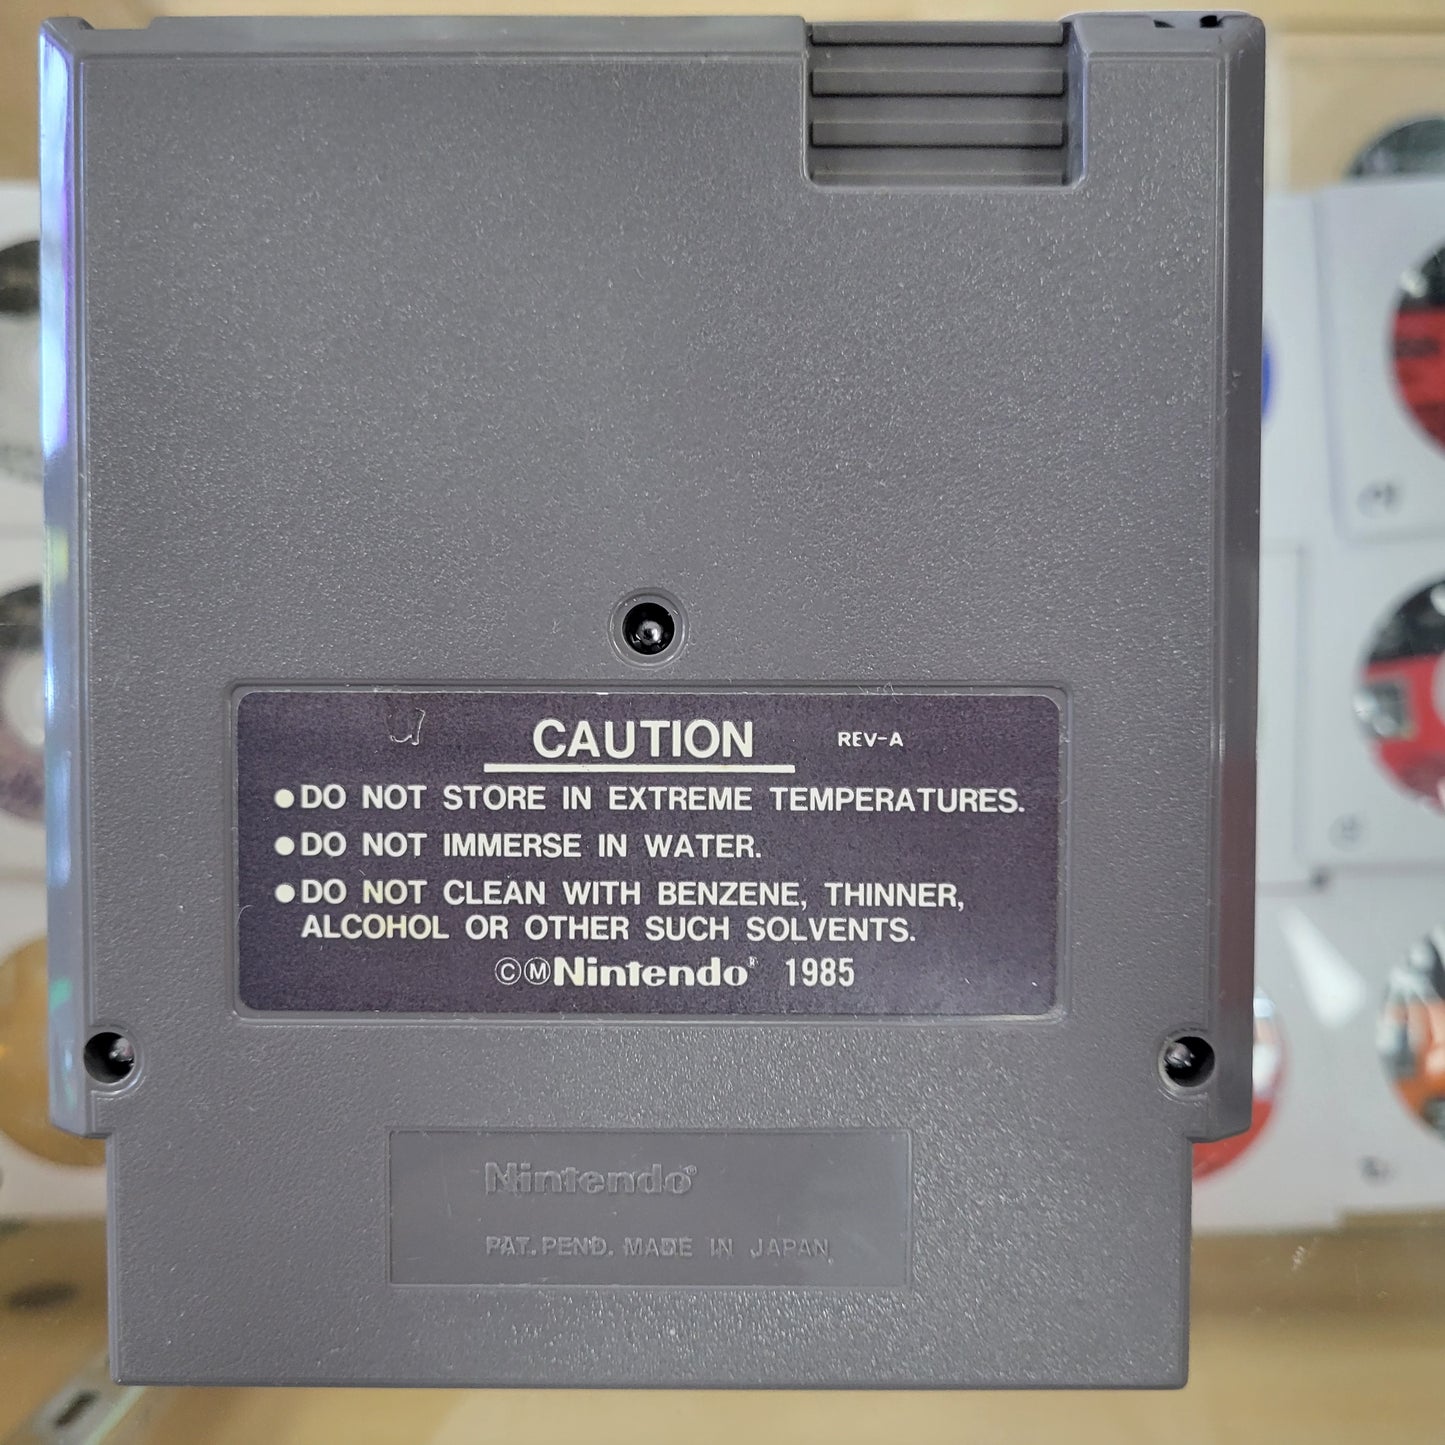 CAUTION REV-A
●DO NOT STORE IN EXTREME TEMPERATURES.
●DO NOT IMMERSE IN WATER.
●DO NOT CLEAN WITH BENZENE, THINNER,
ALCOHOL OR OTHER SUCH SOLVENTS.
ⒸⓂNintendo® 1985
Nintendo®
PAT. PEND. MADE IN JAPAN